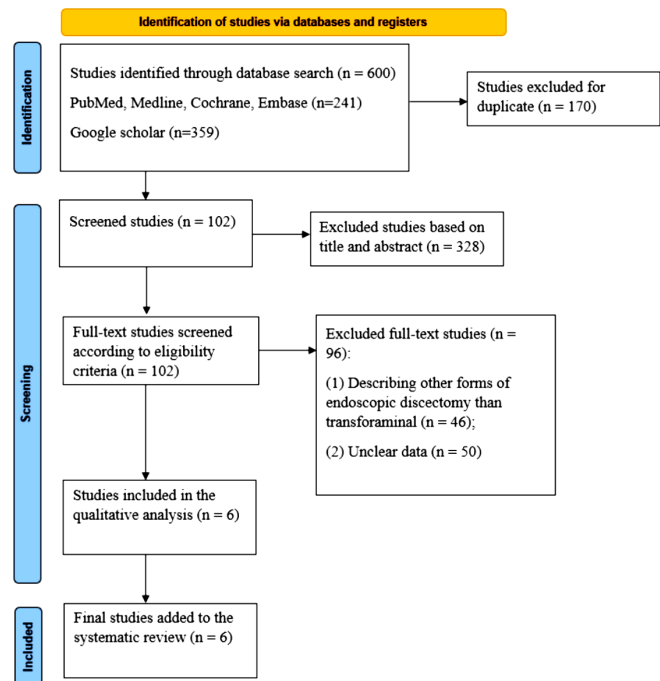 Identification of studies via databases and registers
Identification
Studies identified through database search (n = 600)
PubMed, Medline, Cochrane, Embase (n=241)
Google scholar (n=359)
Studies excluded for
duplicate (n = 170)
Screening
Screened studies (n = 102)
Excluded studies based on
title and abstract (n = 328)
Full-text studies screened
according to eligibility
criteria (n = 102)
Excluded full-text studies (n =
96):
(1) Describing other forms of
endoscopic discectomy than
transforaminal (n = 46);
(2) Unclear data (n = 50)
Studies included in the
qualitative analysis (n = 6)
Included
Final studies added to the
systematic review (n = 6)